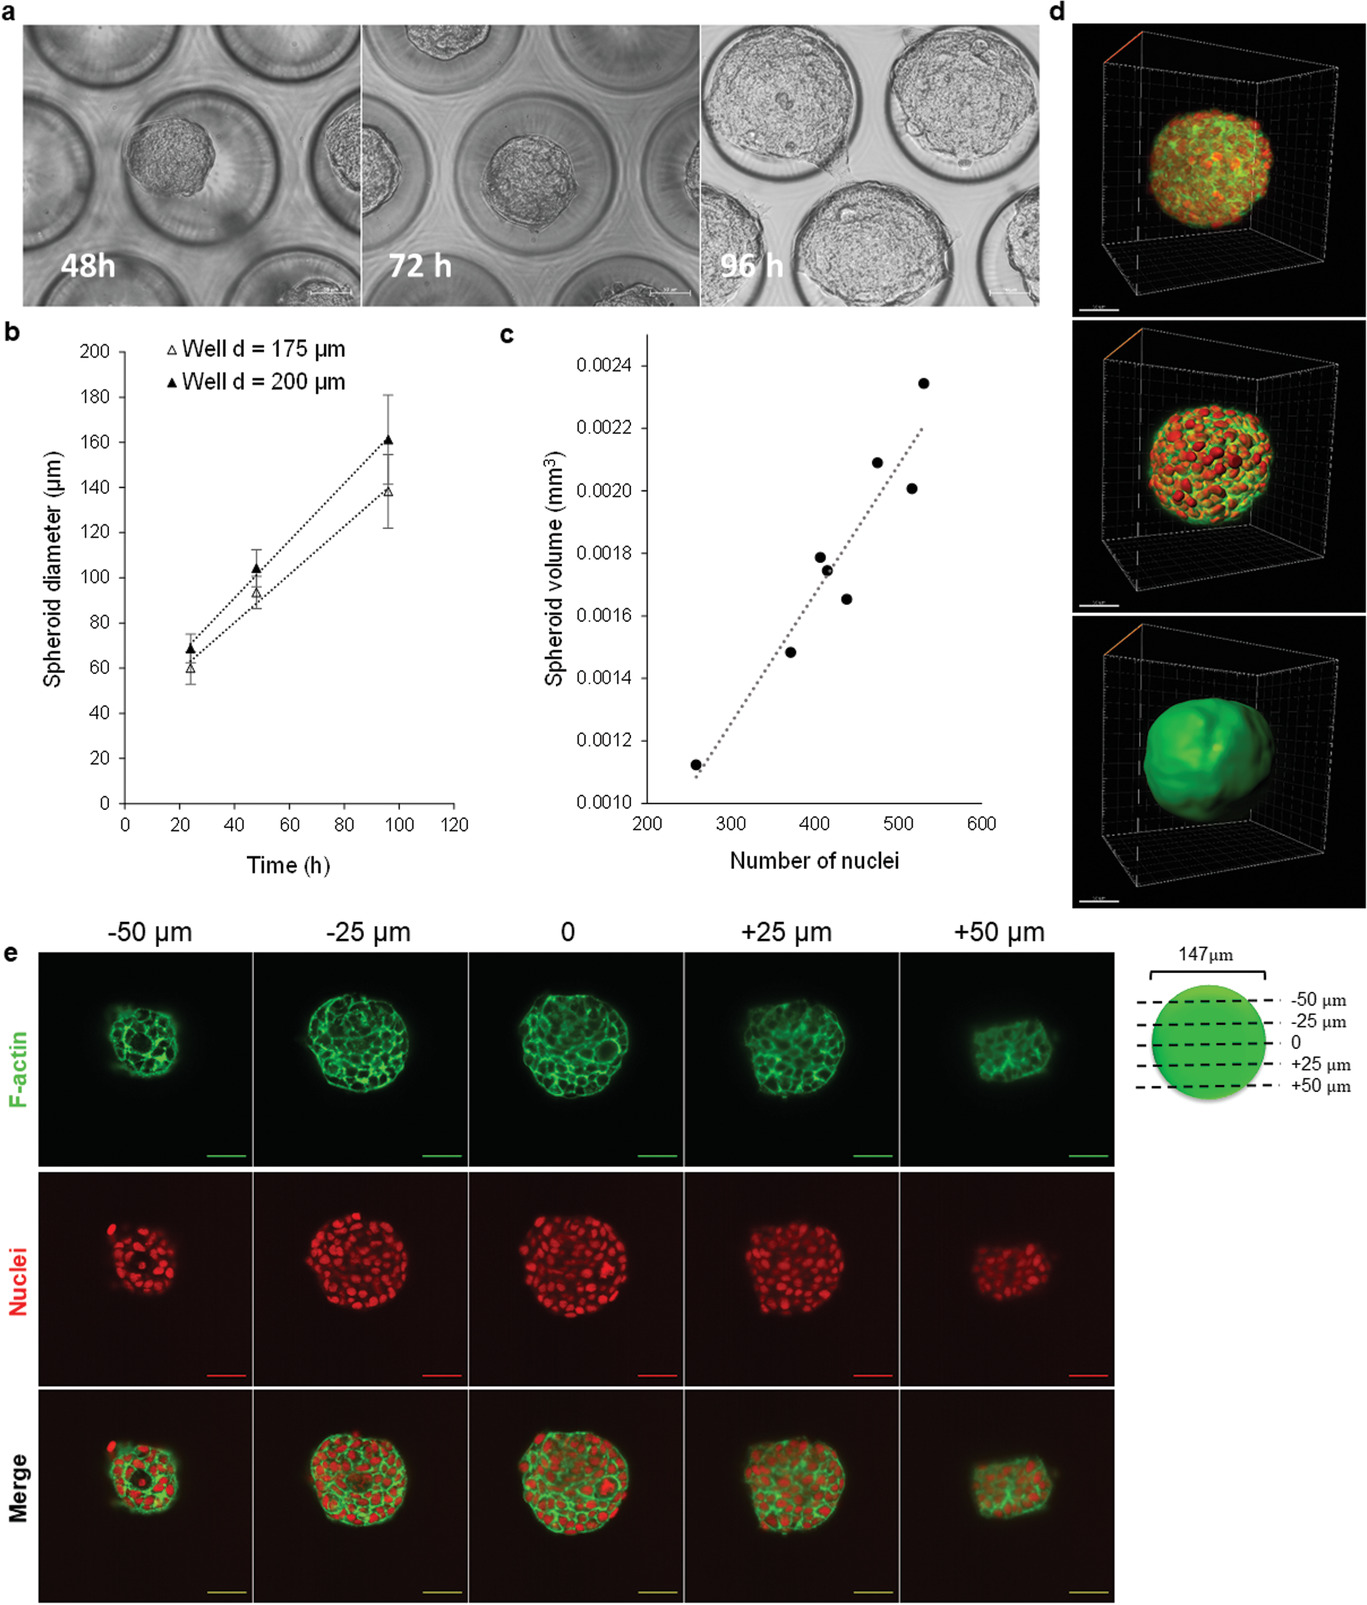 a
d
48h
72 h
96 h
b
c
Spheroid diameter (µm)
200
180
160
140
120
100
80
60
40
20
0
△ Well d = 175 µm
▲ Well d = 200 µm
0 20 40 60 80 100 120
Time (h)
Spheroid volume (mm³)
0.0024
0.0022
0.0020
0.0018
0.0016
0.0014
0.0012
0.0010
200 300 400 500 600
Number of nuclei
e
-50 µm -25 µm 0 +25 µm +50 µm
F-actin
Nuclei
Merge
147µm
-50 µm
-25 µm
0
+25 µm
+50 µm